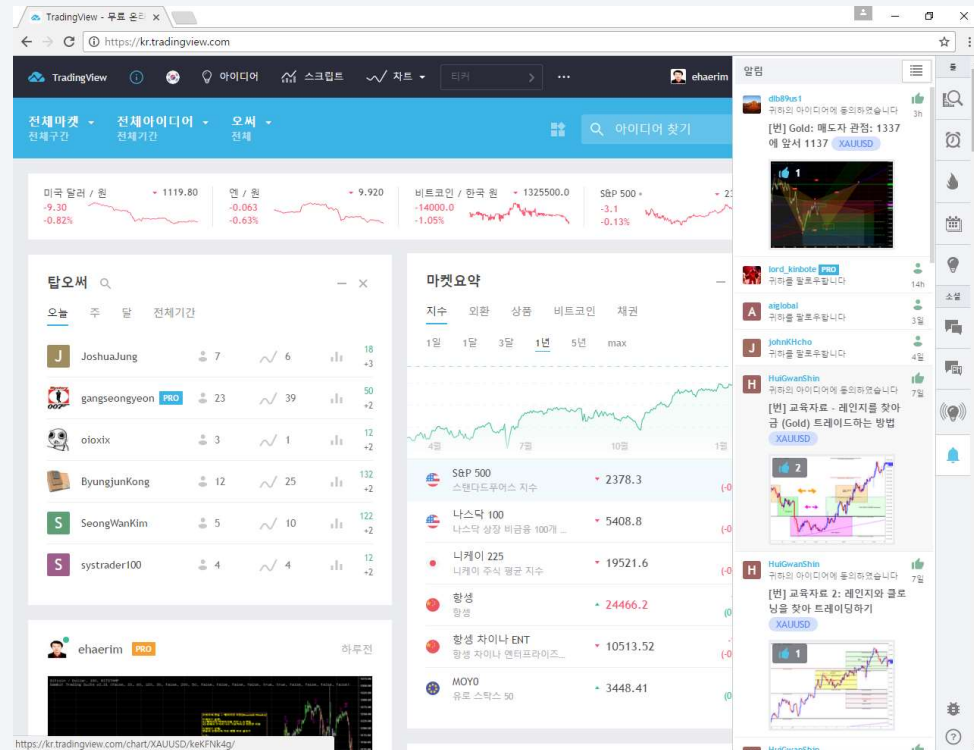 TradingView - 무료 온라
https://kr.tradingview.com
TradingView 아이디어 스크립트 차트 티커 ehaerim
전체마켓 전체아이디어 오써
전체구간 전체기간 전체
아이디어 찾기
미국 달러 / 원 1119.80
-9.30
-0.82%
엔 / 원 9.920
-0.063
-0.63%
비트코인 / 한국 원 1325500.0
-14000.0
-1.05%
S&P 500
-3.1
-0.13%
탑오써
오늘 주 달 전체기간
J JoshuaJung 7 6 18
+3
gangseongyeon PRO 23 39 50
+2
oioxix 3 1 12
+2
ByungjunKong 12 25 132
+2
S SeongWanKim 5 10 122
+2
S systrader100 4 4 12
+2
ehaerim PRO 하루전
마켓요약
지수 외환 상품 비트코인 채권
1일 1달 3달 1년 5년 max
4월 7월 10월 1월
S&P 500 2378.3
스탠다드푸어스 지수
나스닥 100 5408.8
나스닥 상장 비금융 100개 ...
니케이 225 19521.6
니케이 주식 평균 지수
항셍 24466.2
항셍
항셍 차이나 ENT 10513.52
항셍 차이나 엔터프라이즈...
MOY0 3448.41
유로 스탁스 50
알림
dlb89us1
귀하의 아이디어에 동의하였습니다 3h
[번] Gold: 매도자 관점: 1337
에 앞서 1137 XAUUSD
1
lord_kinbote PRO
귀하를 팔로우합니다 14h
A aiglobal
귀하를 팔로우합니다 3일
J JohnKHcho
귀하를 팔로우합니다 4일
H HuiGwanShin
귀하의 아이디어에 동의하였습니다 7일
[번] 교육자료 - 레인지를 찾아
금 (Gold) 트레이드하는 방법
XAUUSD
2
H HuiGwanShin
귀하의 아이디어에 동의하였습니다 7일
[번] 교육자료 2: 레인지와 클로
닝을 찾아 트레이딩하기
XAUUSD
1
HuiGwanShin
툴
소셜
https://kr.tradingview.com/chart/XAUUSD/keKFNk4g/